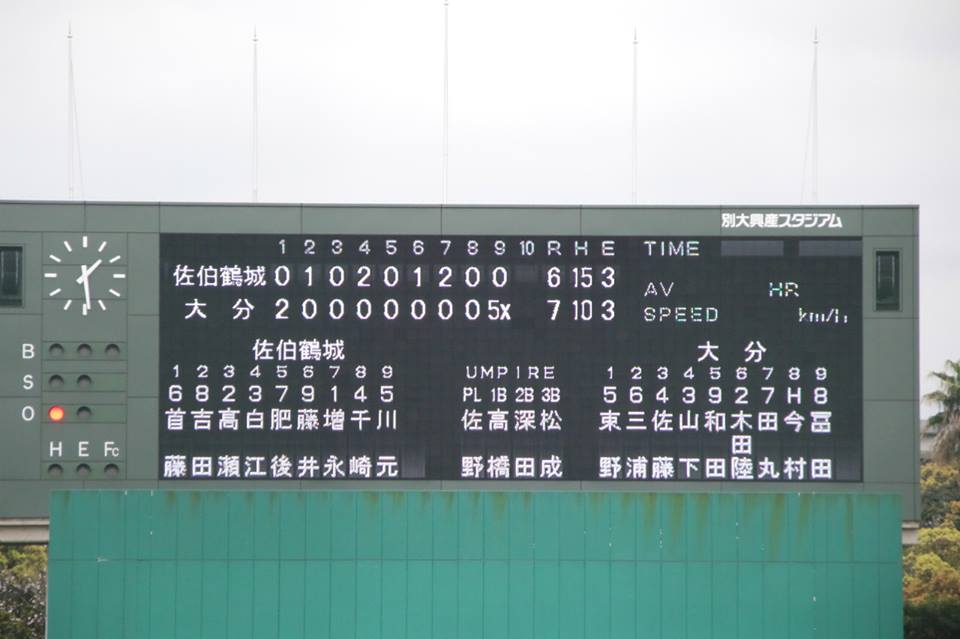 別大興産スタジアム
1 2 3 4 5 6 7 8 9 10 R H E TIME
佐伯鶴城 0 1 0 2 0 1 2 0 0 6 15 3
AV HR
大分 2 0 0 0 0 0 0 0 5x 7 10 3
SPEED km/h
佐伯鶴城 大分
B 1 2 3 4 5 6 7 8 9 UMPIRE 1 2 3 4 5 6 7 8 9
S 6 8 2 3 7 9 1 4 5 PL 1B 2B 3B 5 6 4 3 9 2 7 H 8
O 首 吉 髙 白 肥 藤 増 千 川 佐 高 深 松 東 三 佐 山 和 木 田 今 冨
H E Fc 田
藤 田 瀬 江 後 井 永 崎 元 野 橋 田 成 野 浦 藤 下 田 陸 丸 村 田